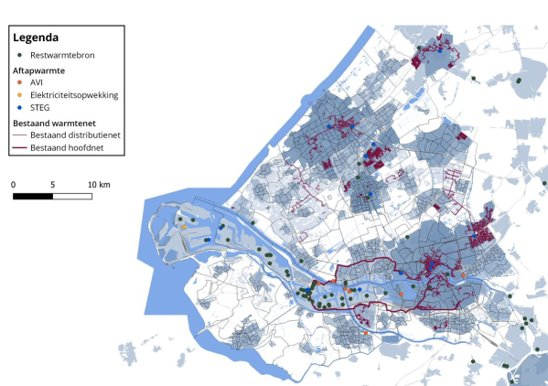 Legenda
Restwarmtebron
Aftapwarmte
AVI
Elektriciteitsopwekking
STEG
Bestaand warmtenet
Bestaand distributienet
Bestaand hoofdnet
0 5 10 km